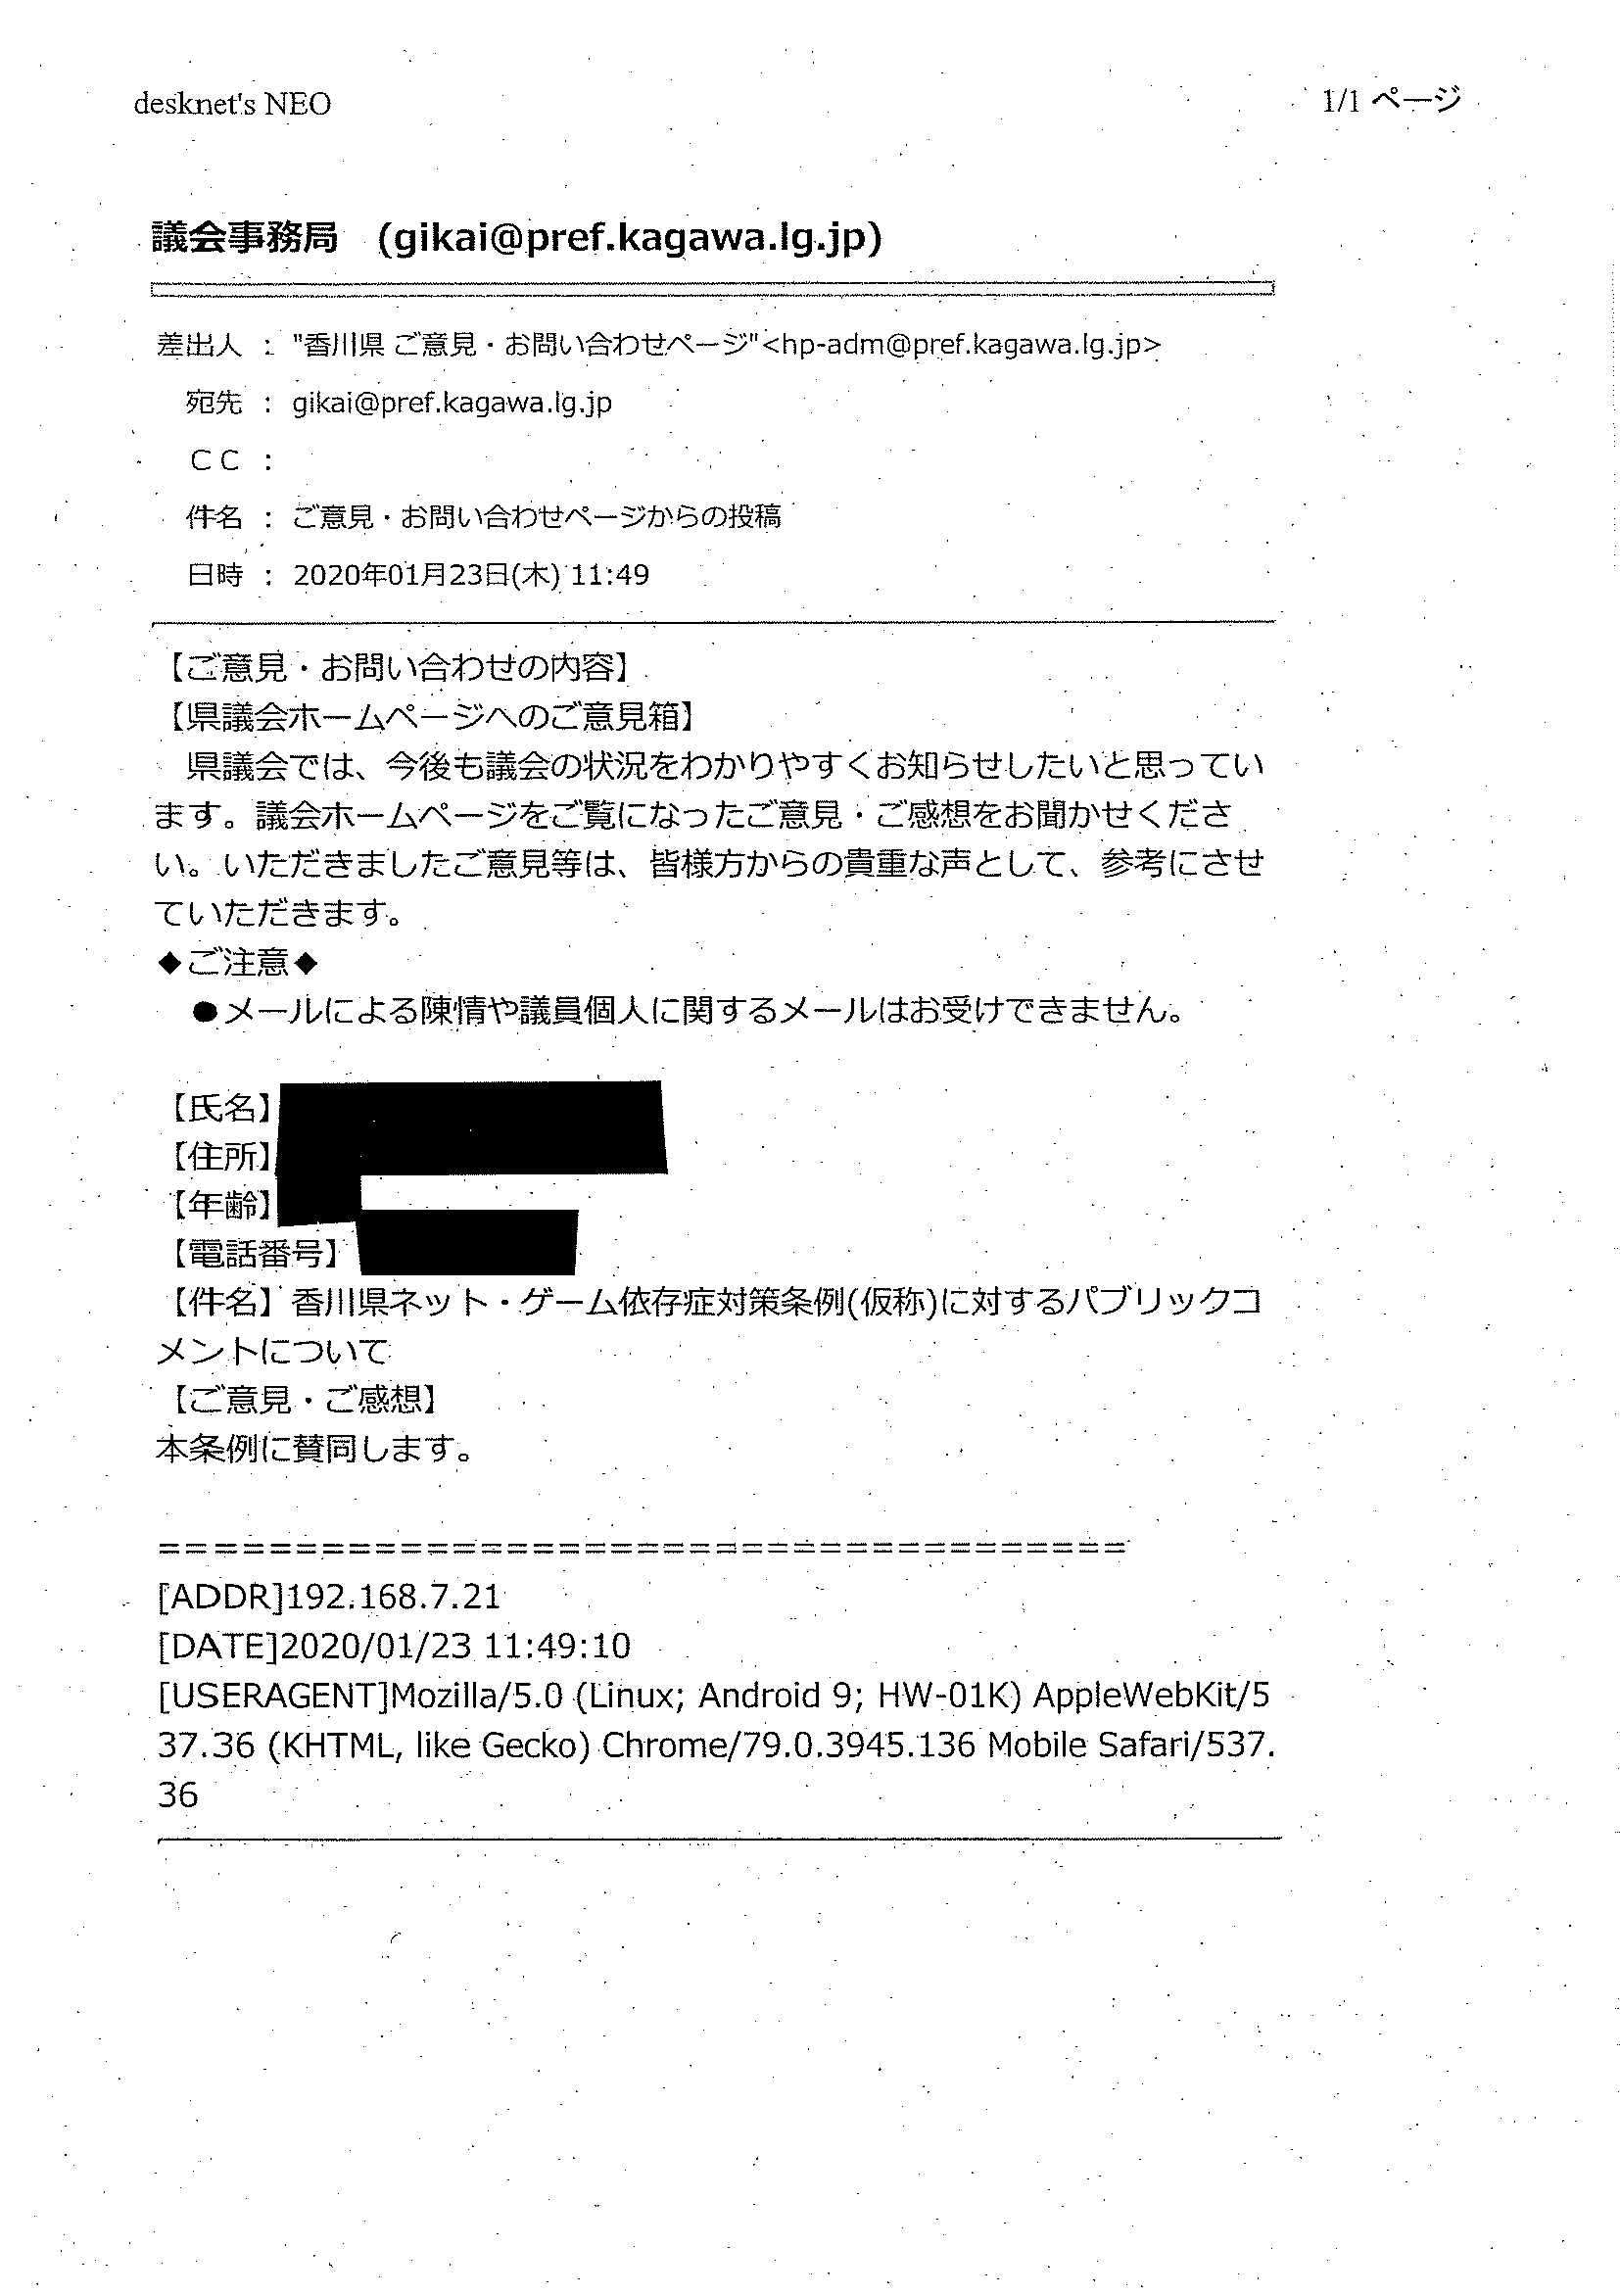 desknet's NEO
1/1 ページ
議会事務局 (gikai@pref.kagawa.lg.jp)
差出人 : "香川県 ご意見・お問い合わせページ"<hp-adm@pref.kagawa.lg.jp>
宛先 : gikai@pref.kagawa.lg.jp
ＣＣ :
件名 : ご意見・お問い合わせページからの投稿
日時 : 2020年01月23日(木) 11:49
【ご意見・お問い合わせの内容】
【県議会ホームページへのご意見箱】
県議会では、今後も議会の状況をわかりやすくお知らせしたいと思ってい
ます。議会ホームページをご覧になったご意見・ご感想をお聞かせくださ
い。いただきましたご意見等は、皆様方からの貴重な声として、参考にさせ
ていただきます。
◆ご注意◆
●メールによる陳情や議員個人に関するメールはお受けできません。
【氏名】
【住所】
【年齢】
【電話番号】
【件名】香川県ネット・ゲーム依存症対策条例(仮称)に対するパブリックコ
メントについて
【ご意見・ご感想】
本条例に賛同します。
=====================================
[ADDR]192.168.7.21
[DATE]2020/01/23 11:49:10
[USERAGENT]Mozilla/5.0 (Linux; Android 9; HW-01K) AppleWebKit/5
37.36 (KHTML, like Gecko) Chrome/79.0.3945.136 Mobile Safari/537.
36